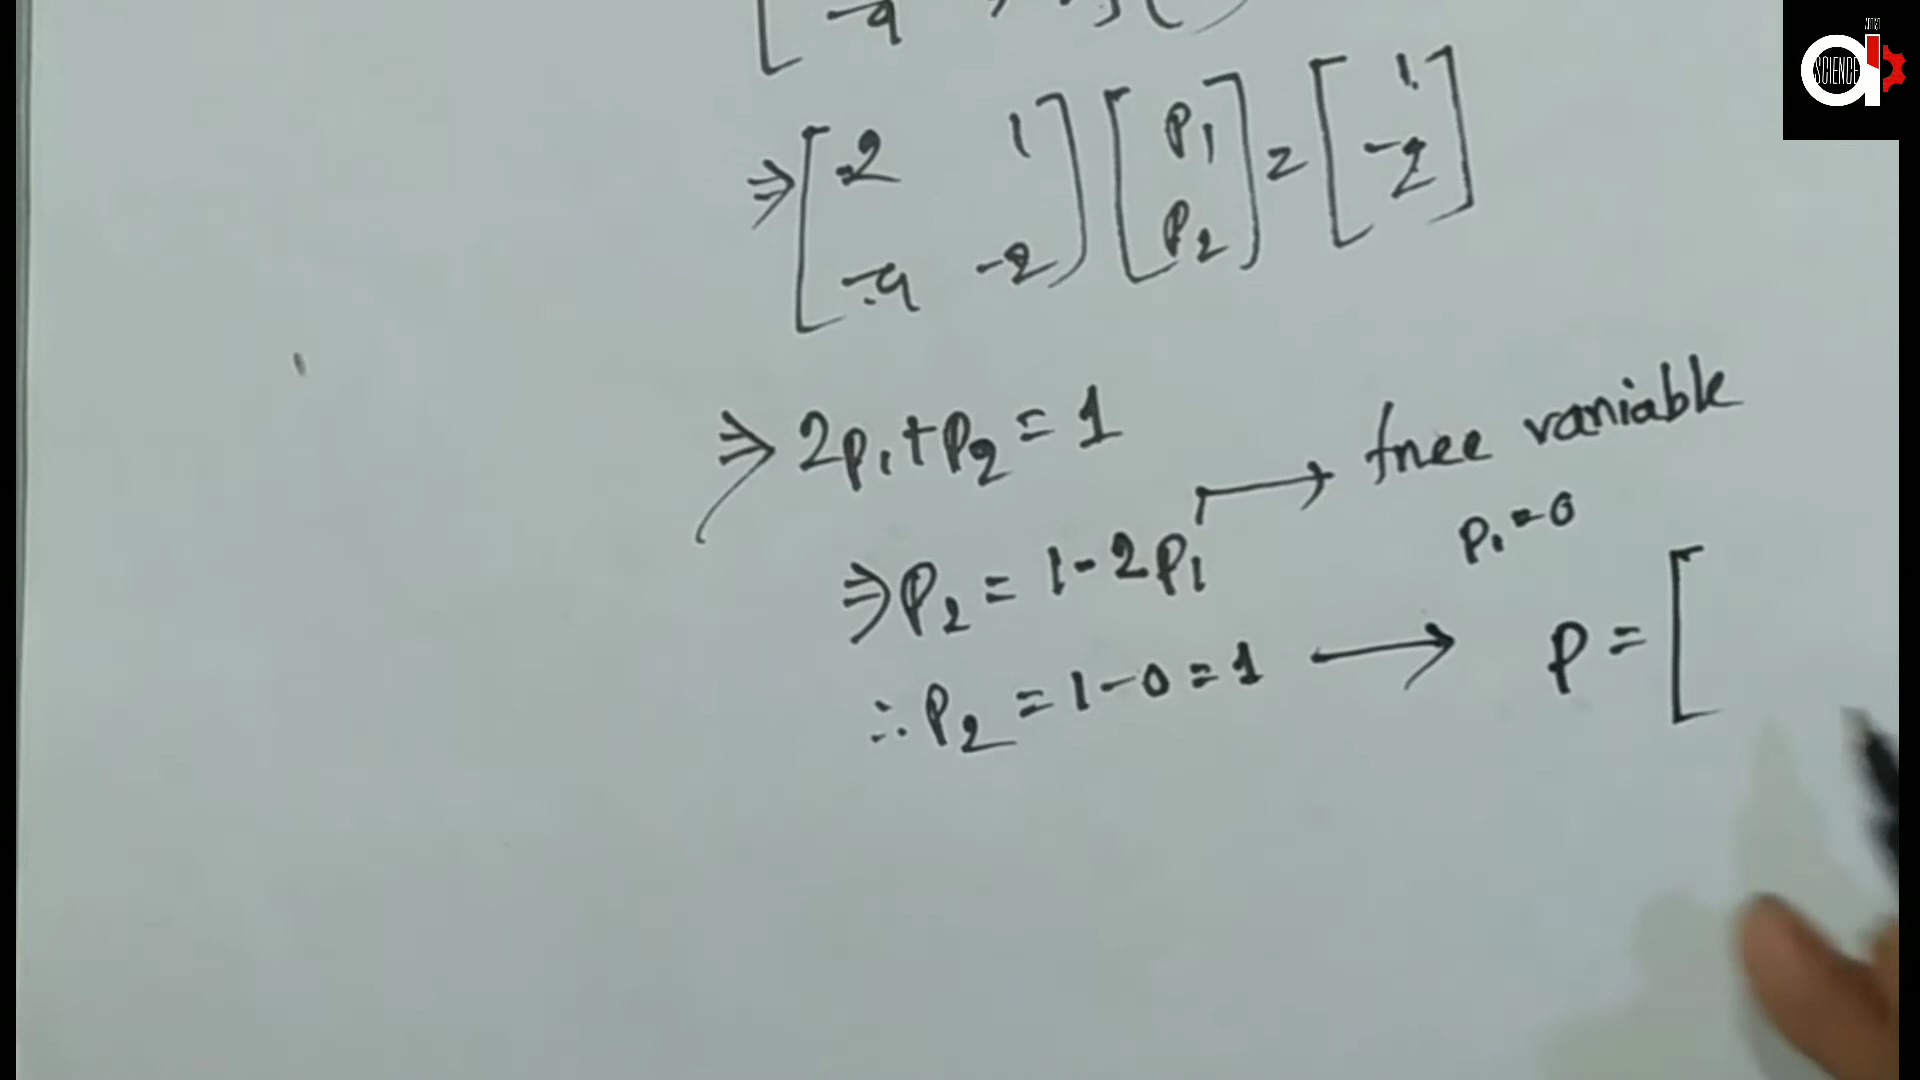 ⇒ [2 1; -4 -2] [P1; P2] = [1; -2]
⇒ 2P1 + P2 = 1
→ free variable
P1 = 0
⇒ P2 = 1 - 2P1
∴ P2 = 1 - 0 = 1 → P = [
SCIENCE